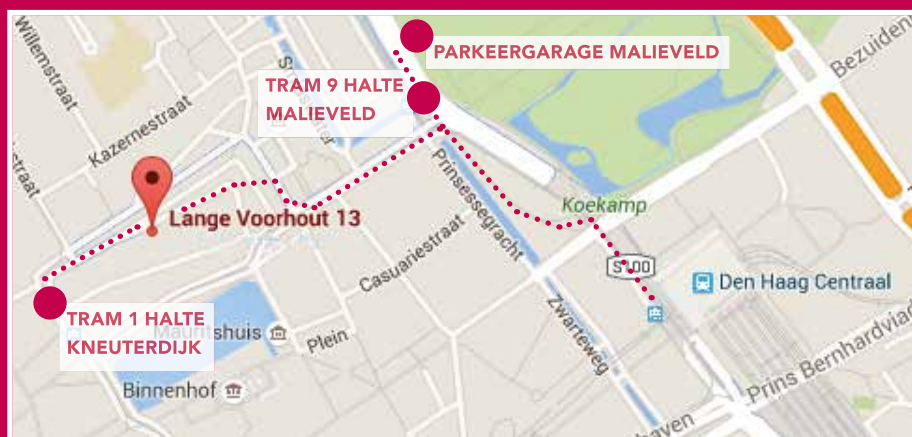 Willemstraat
PARKEERGARAGE MALIEVELD
Bezuiden
TRAM 9 HALTE
MALIEVELD
Kazernestraat
straat
Prinsessegracht
Lange Voorhout 13
Koekamp
Casuariestraat
S100
Den Haag Centraal
TRAM 1 HALTE
KNEUTERDIJK
Mauritshuis
Plein
Zwarteweg
Prins Bernhardviad
Binnenhof
haven